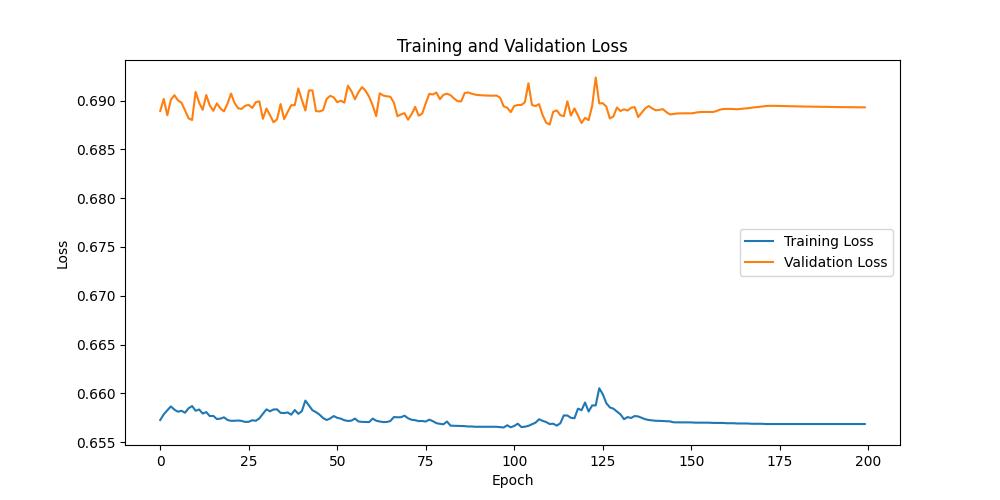 Training and Validation Loss
0.690
0.685
0.680
0.675
0.670
0.665
0.660
0.655
Loss
Training Loss
Validation Loss
0 25 50 75 100 125 150 175 200
Epoch